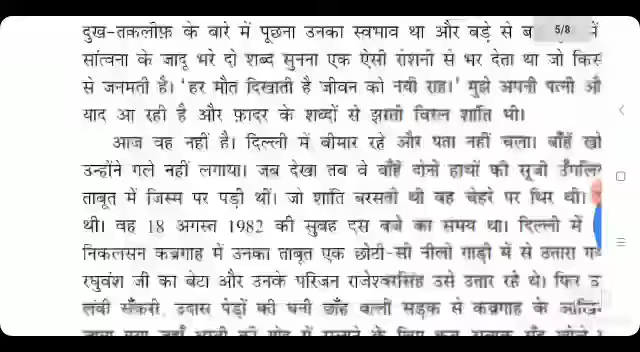 दुख-तकलीफ़ के बारे में पूछना उनका स्वभाव था और बड़े से
5/8
सांत्वना के जादू भरे दो शब्द सुनना एक ऐसी रोशनी से भर देता था जो
से जनमती है। 'हर मौत दिखाती है जीवन को नयी राह।' मुझे अपनी पत्नी
याद आ रही है और फ़ादर के शब्दों से झरती विरल शांति भी।
आज वह नहीं है। दिल्ली में बीमार रहे और पता नहीं चला। बाँहें
उन्होंने गले नहीं लगाया। जब देखा तब वे बाँहें दोनों हाथों की सूजी
ताबूत में जिस्म पर पड़ी थीं। जो शांति बरसती थी वह चेहरे पर थिर थी।
थी। वह 18 अगस्त 1982 की सुबह दस बजे का समय था। दिल्ली में
निकलसन कब्रगाह में उनका ताबूत एक छोटी-सी नीली गाड़ी में से उतारा
रघुवंश जी का बेटा और उनके परिजन राजेश्वरसिंह उसे उतार रहे थे। फिर
लंबी सँकरी, उदास पेड़ों की घनी छाँह वाली सड़क से कब्रगाह के